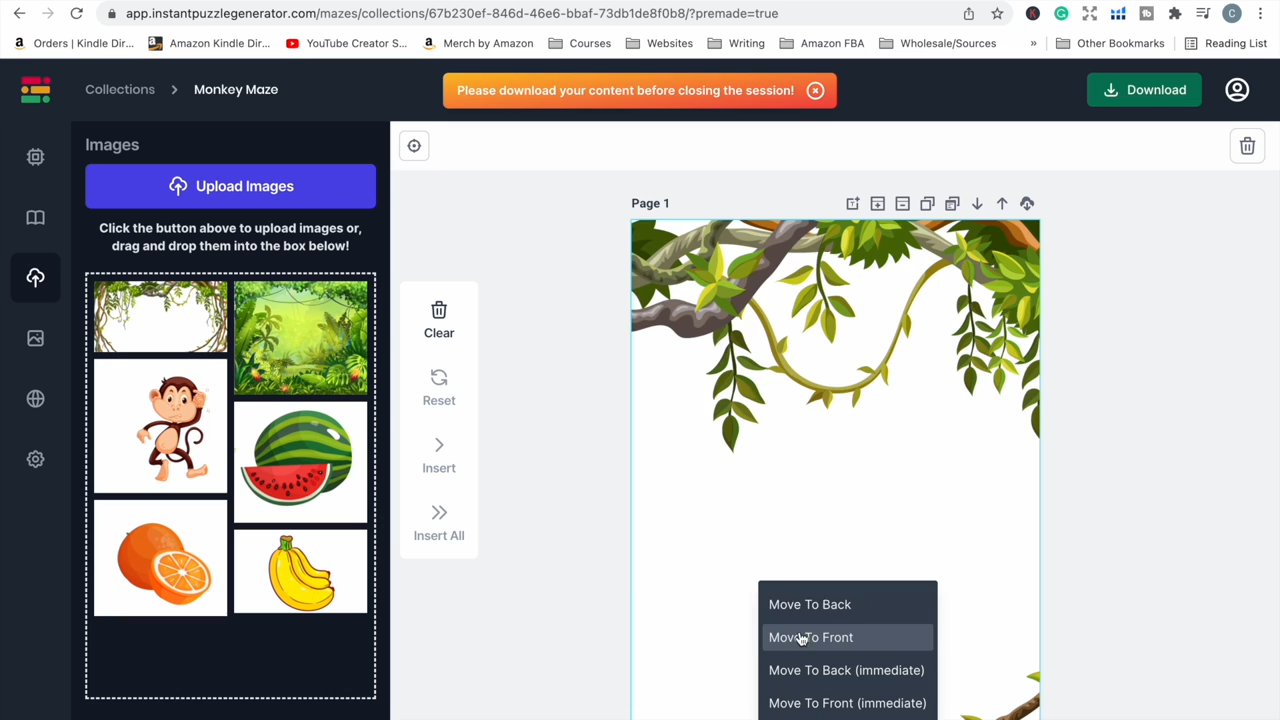 app.instantpuzzlegenerator.com/mazes/collections/67b230ef-846d-46e6-bbaf-73db1de8f0b8/?premade=true
Orders | Kindle Dir...
Amazon Kindle Dir...
YouTube Creator S...
Merch by Amazon
Courses
Websites
Writing
Amazon FBA
Wholesale/Sources
»
Other Bookmarks
Reading List
Collections > Monkey Maze
Please download your content before closing the session!
Download
Images
Upload Images
Click the button above to upload images or,
drag and drop them into the box below!
Clear
Reset
Insert
Insert All
Page 1
Move To Back
Move To Front
Move To Back (immediate)
Move To Front (immediate)